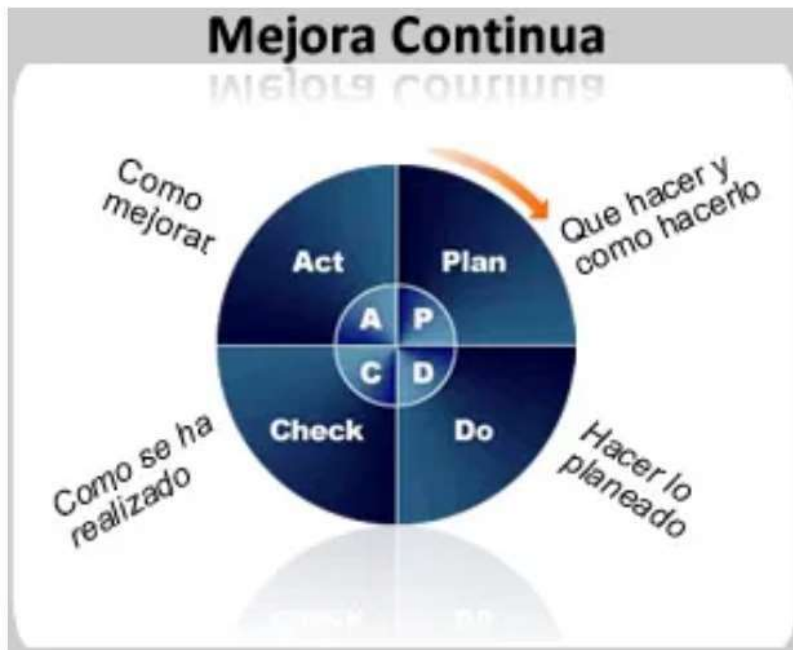 Mejora Continua
Como
mejorar
Que hacer y
como hacerlo
Act
Plan
A
P
C
D
Check
Do
Como se ha
realizado
Hacer lo
planeado